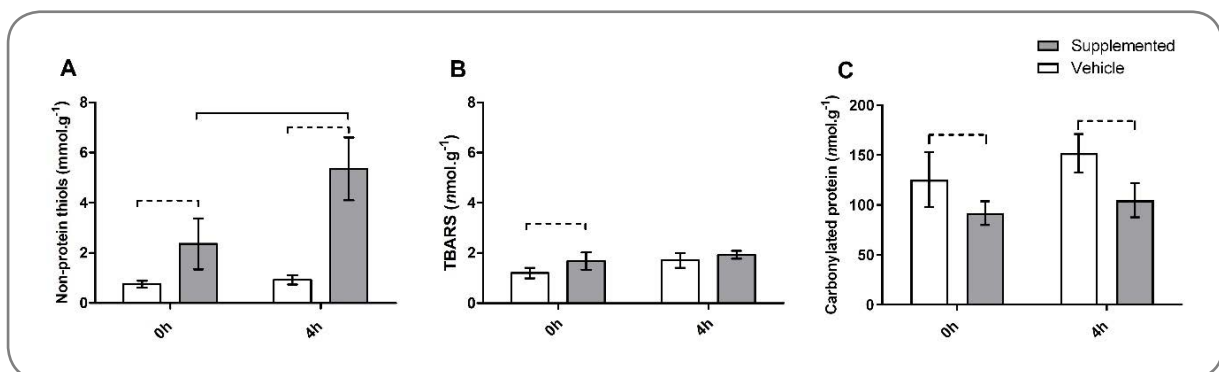 Supplemented
Vehicle
A
Non-protein thiols (mmol.g⁻¹)
8
6
4
2
0
0h
4h
B
TBARS (nmol.g⁻¹)
8
6
4
2
0
0h
4h
C
Carbonylated protein (nmol.g⁻¹)
200
150
100
50
0
0h
4h